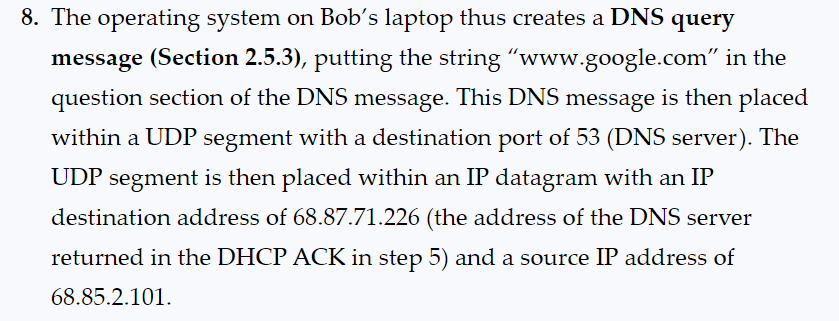 8. The operating system on Bob’s laptop thus creates a DNS query
message (Section 2.5.3), putting the string “www.google.com” in the
question section of the DNS message. This DNS message is then placed
within a UDP segment with a destination port of 53 (DNS server). The
UDP segment is then placed within an IP datagram with an IP
destination address of 68.87.71.226 (the address of the DNS server
returned in the DHCP ACK in step 5) and a source IP address of
68.85.2.101.